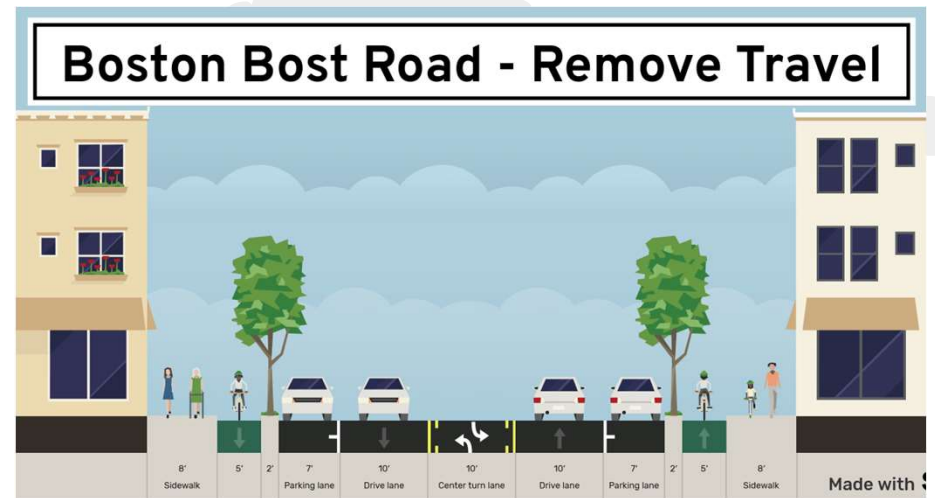 Boston Bost Road - Remove Travel
8' 5' 2' 7' 10' 10' 10' 7' 2' 5' 8'
Sidewalk Parking lane Drive lane Center turn lane Drive lane Parking lane Sidewalk
Made with